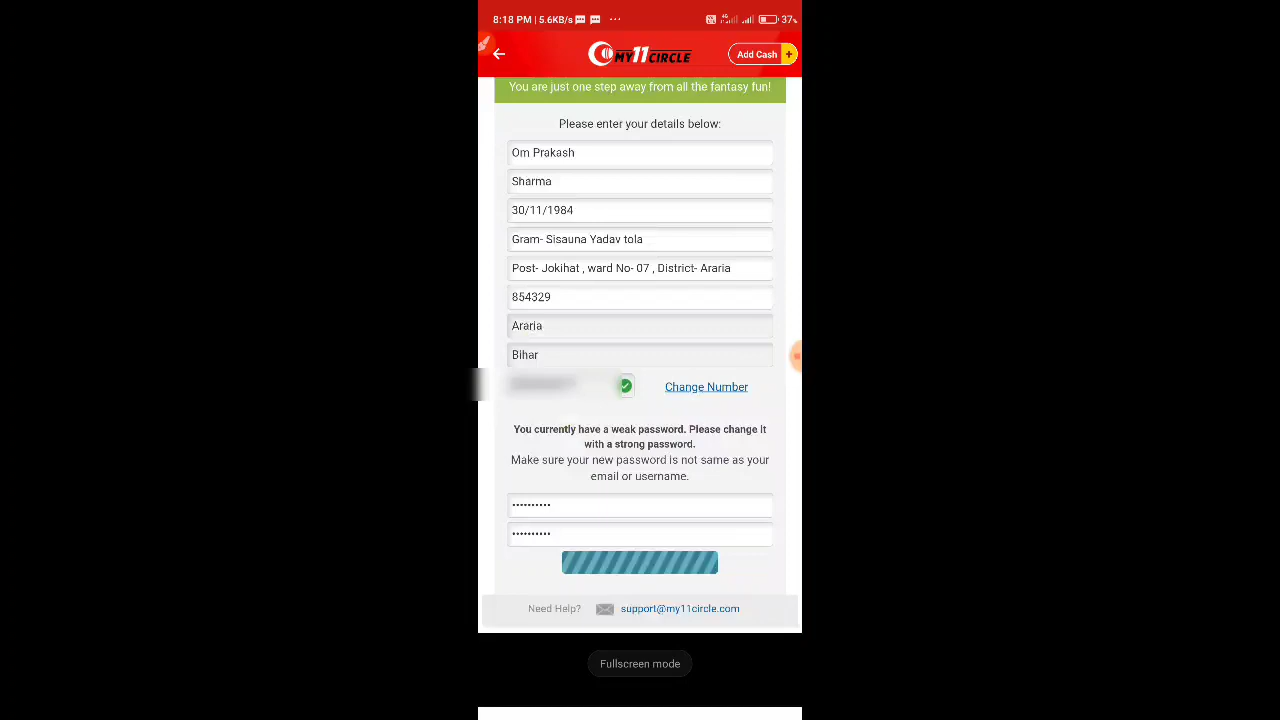 8:18 PM | 5.6KB/s ...
4G 37%
MY11CIRCLE
Add Cash +
You are just one step away from all the fantasy fun!
Please enter your details below:
Om Prakash
Sharma
30/11/1984
Gram- Sisauna Yadav tola
Post- Jokihat , ward No- 07 , District- Araria
854329
Araria
Bihar
Change Number
You currently have a weak password. Please change it
with a strong password.
Make sure your new password is not same as your
email or username.
••••••••••
••••••••••
Need Help? support@my11circle.com
Fullscreen mode